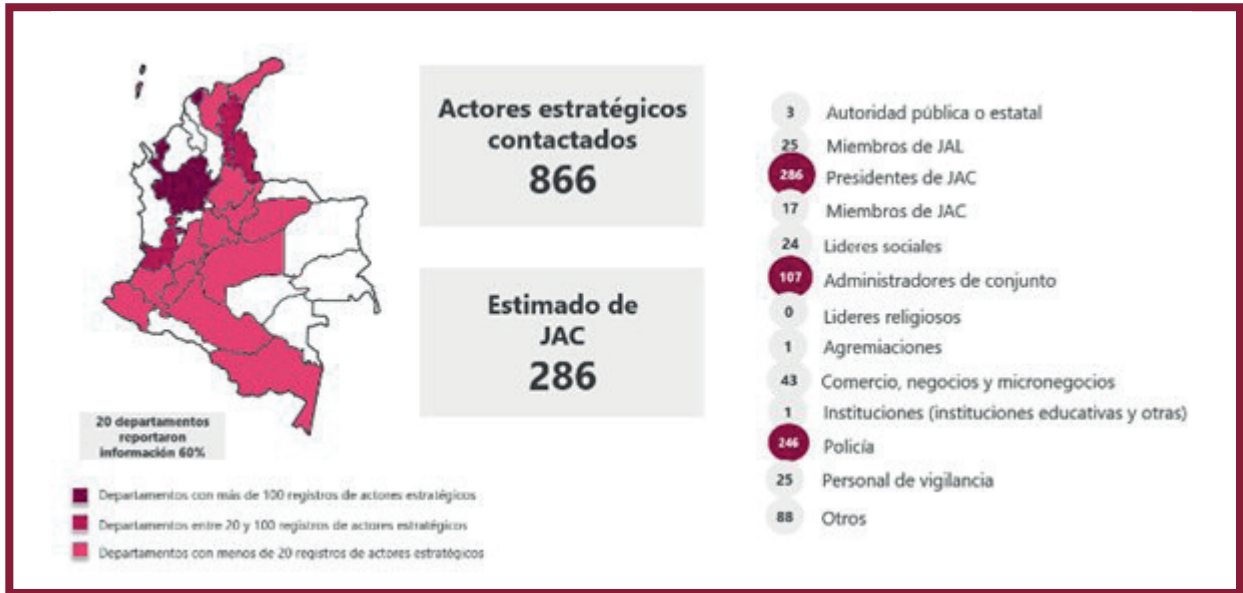 Actores estratégicos
contactados
866
Estimado de
JAC
286
20 departamentos
reportaron
información 60%
Departamentos con más de 100 registros de actores estratégicos
Departamentos entre 20 y 100 registros de actores estratégicos
Departamentos con menos de 20 registros de actores estratégicos
3 Autoridad pública o estatal
25 Miembros de JAL
286 Presidentes de JAC
17 Miembros de JAC
24 Lideres sociales
107 Administradores de conjunto
0 Lideres religiosos
1 Agremiaciones
43 Comercio, negocios y micronegocios
1 Instituciones (instituciones educativas y otras)
246 Policía
25 Personal de vigilancia
88 Otros